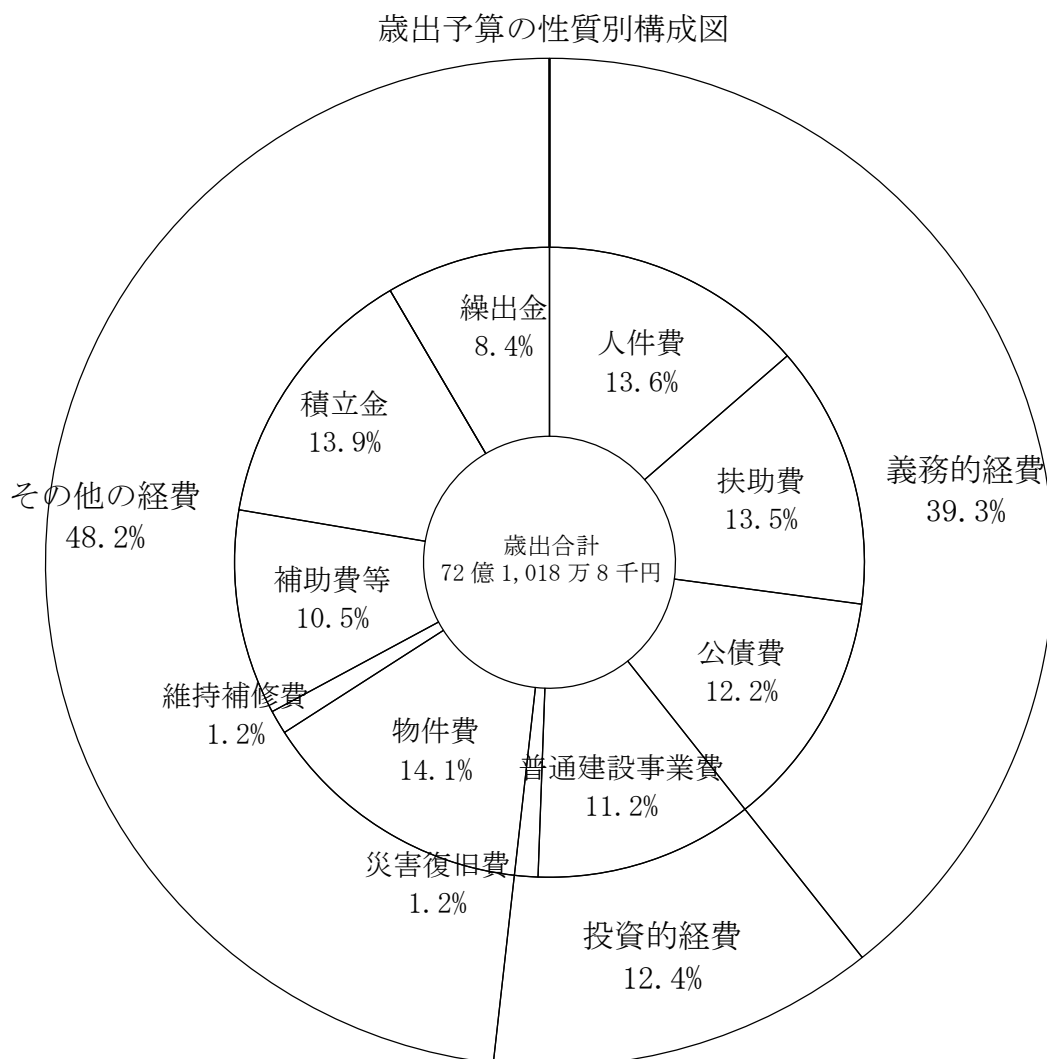 歳出予算の性質別構成図
繰出金
8.4%
人件費
13.6%
積立金
13.9%
扶助費
13.5%
義務的経費
39.3%
その他の経費
48.2%
歳出合計
72億1,018万8千円
補助費等
10.5%
公債費
12.2%
維持補修費
1.2%
物件費
14.1%
普通建設事業費
11.2%
災害復旧費
1.2%
投資的経費
12.4%